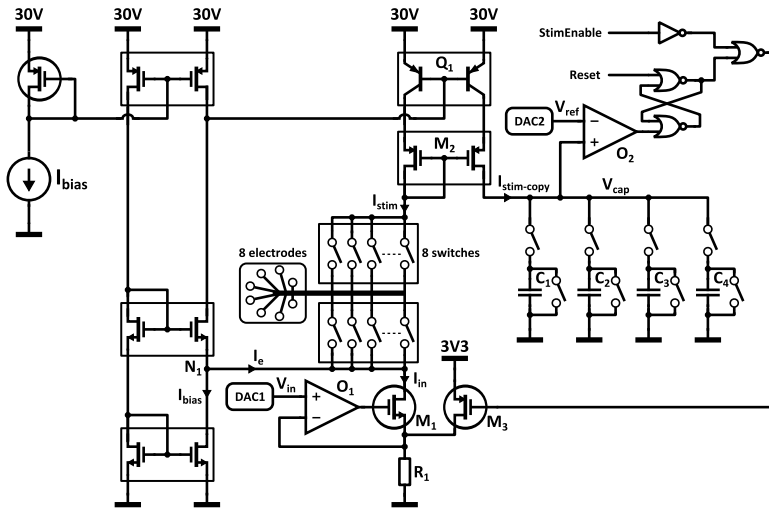 30V 30V 30V 30V 30V
StimEnable
Q1
Reset
DAC2 Vref
−
+
O2
M2
Ibias
Istim
Istim-copy
Vcap
8 electrodes
8 switches
C1 C2 C3 C4
N1
Ie
3V3
Ibias
DAC1 Vin
+
−
O1
Iin
M1
M3
R1